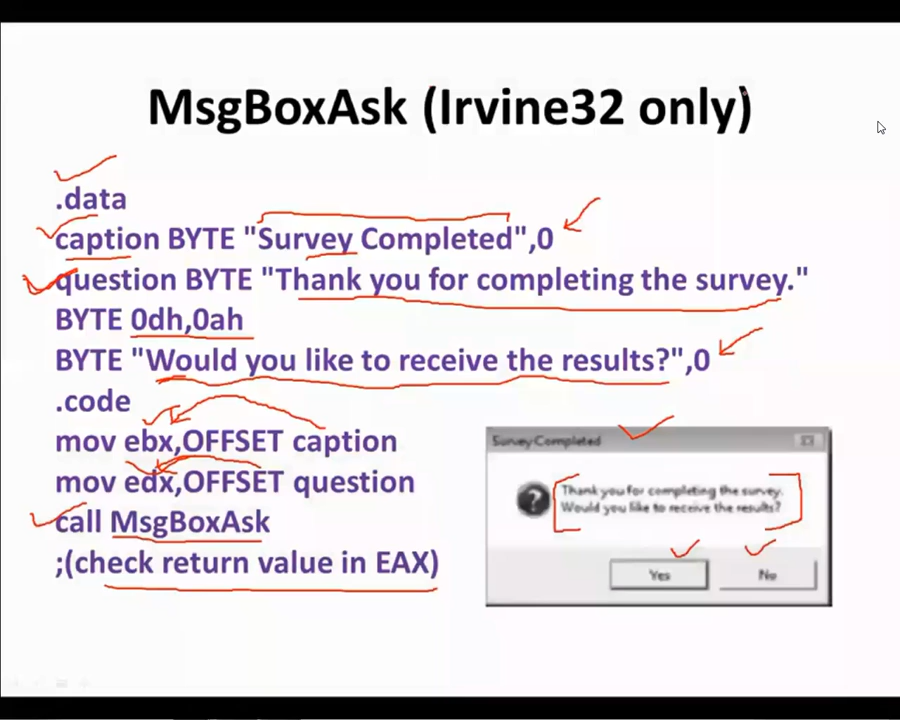 MsgBoxAsk (Irvine32 only)
.data
caption BYTE "Survey Completed",0
question BYTE "Thank you for completing the survey."
BYTE 0dh,0ah
BYTE "Would you like to receive the results?",0
.code
mov ebx,OFFSET caption
mov edx,OFFSET question
call MsgBoxAsk
;(check return value in EAX)
Survey Completed
Thank you for completing the survey.
Would you like to receive the results?
Yes
No